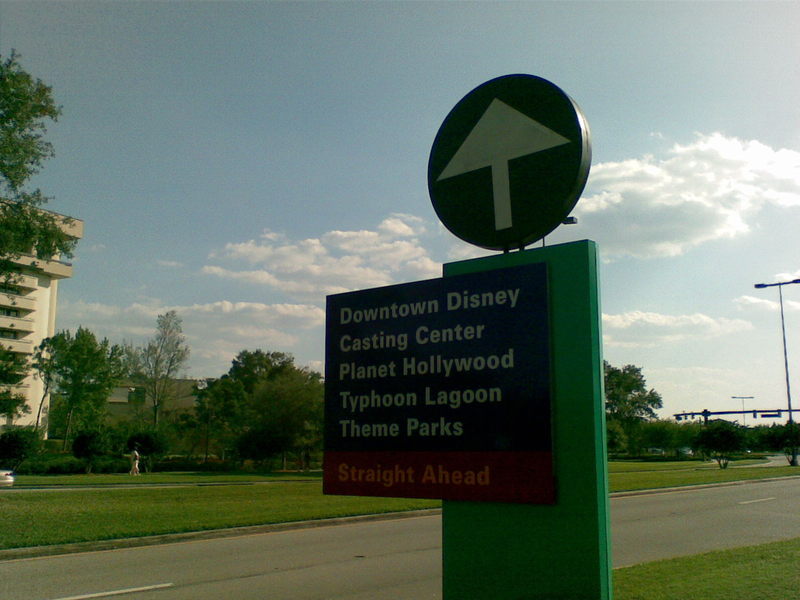 Downtown Disney
Casting Center
Planet Hollywood
Typhoon Lagoon
Theme Parks
Straight Ahead